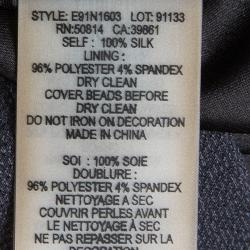 STYLE: E91N1603 LOT: 91133
RN:50814 CA:39861
SELF : 100% SILK
LINING :
96% POLYESTER 4% SPANDEX
DRY CLEAN
COVER BEADS BEFORE
DRY CLEAN
DO NOT IRON ON DECORATION
MADE IN CHINA
SOI : 100% SOIE
DOUBLURE :
96% POLYESTER 4% SPANDEX
NETTOYAGE A SEC
COUVRIR PERLES AVANT
LE NETTOYAGE A SEC
NE PAS REPASSER SUR LA